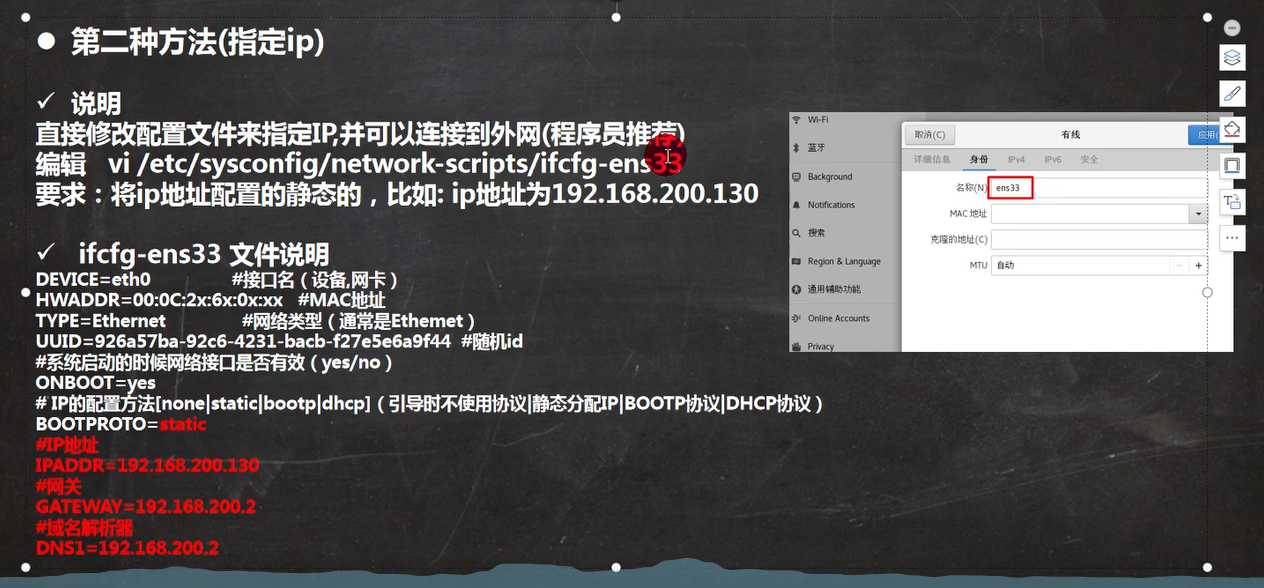 ● 第二种方法(指定ip)
✓ 说明
直接修改配置文件来指定IP,并可以连接到外网(程序员推荐)
编辑 vi /etc/sysconfig/network-scripts/ifcfg-ens33
要求：将ip地址配置的静态的，比如: ip地址为192.168.200.130
✓ ifcfg-ens33 文件说明
DEVICE=eth0 #接口名（设备,网卡）
HWADDR=00:0C:2x:6x:0x:xx #MAC地址
TYPE=Ethernet #网络类型（通常是Ethemet）
UUID=926a57ba-92c6-4231-bacb-f27e5e6a9f44 #随机id
#系统启动的时候网络接口是否有效（yes/no）
ONBOOT=yes
# IP的配置方法[none|static|bootp|dhcp]（引导时不使用协议|静态分配IP|BOOTP协议|DHCP协议）
BOOTPROTO=static
#IP地址
IPADDR=192.168.200.130
#网关
GATEWAY=192.168.200.2
#域名解析器
DNS1=192.168.200.2
Wi-Fi
蓝牙
Background
Notifications
搜索
Region & Language
通用辅助功能
Online Accounts
Privacy
取消(C) 有线 应用(
详细信息 身份 IPv4 IPv6 安全
名称(N) ens33
MAC 地址
克隆的地址(C)
MTU 自动 − +